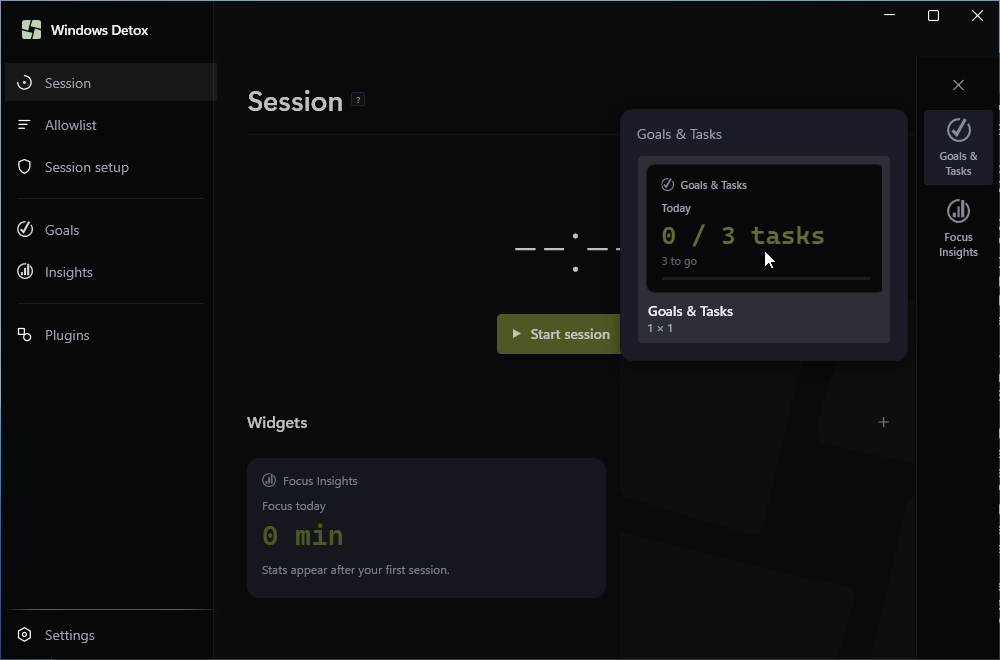 Windows Detox
Session
Allowlist
Session setup
Goals
Insights
Plugins
Settings
Session ?
--:--
Start session
Widgets
+
Focus Insights
Focus today
0 min
Stats appear after your first session.
Goals & Tasks
Goals & Tasks
Today
0 / 3 tasks
3 to go
Goals & Tasks
1 × 1
Goals &
Tasks
Focus
Insights